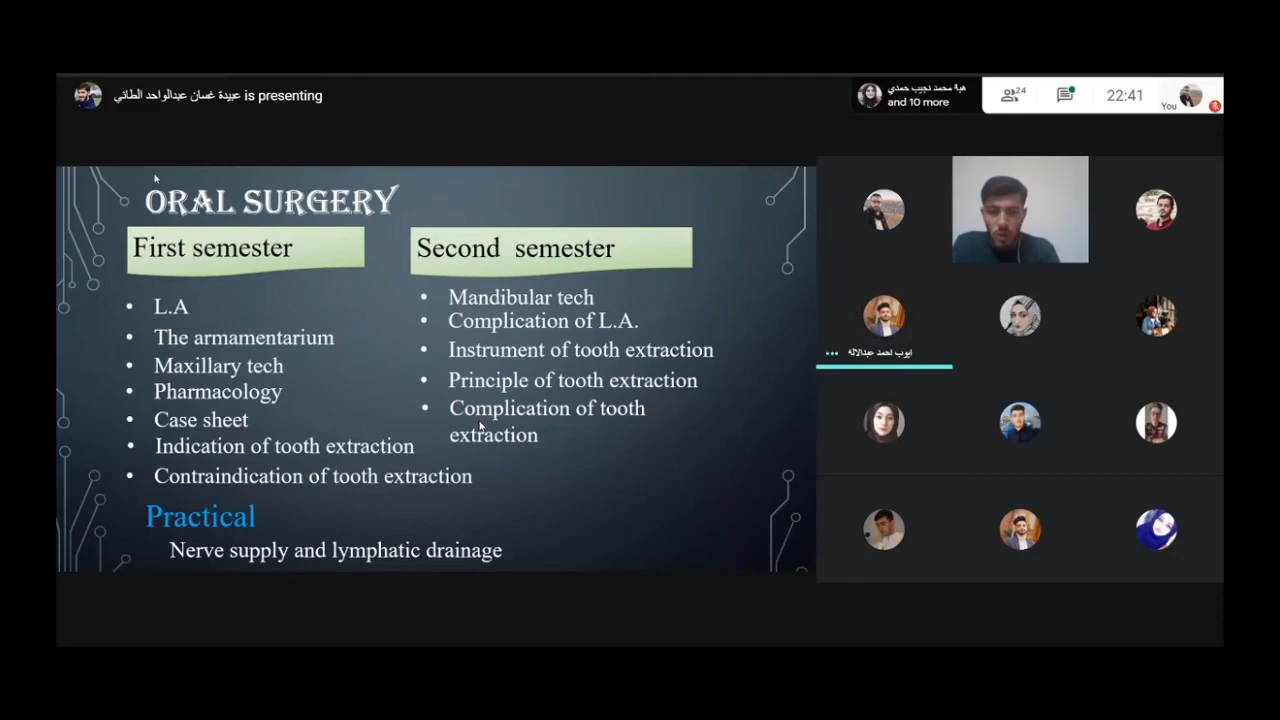 عبيدة غسان عبدالواحد الطائي is presenting
هبة محمد نجيب حمدي
and 10 more
24
22:41
You
ORAL SURGERY
First semester
• L.A
• The armamentarium
• Maxillary tech
• Pharmacology
• Case sheet
• Indication of tooth extraction
• Contraindication of tooth extraction
Second semester
• Mandibular tech
• Complication of L.A.
• Instrument of tooth extraction
• Principle of tooth extraction
• Complication of tooth
extraction
Practical
Nerve supply and lymphatic drainage
ايوب احمد عبدالاله